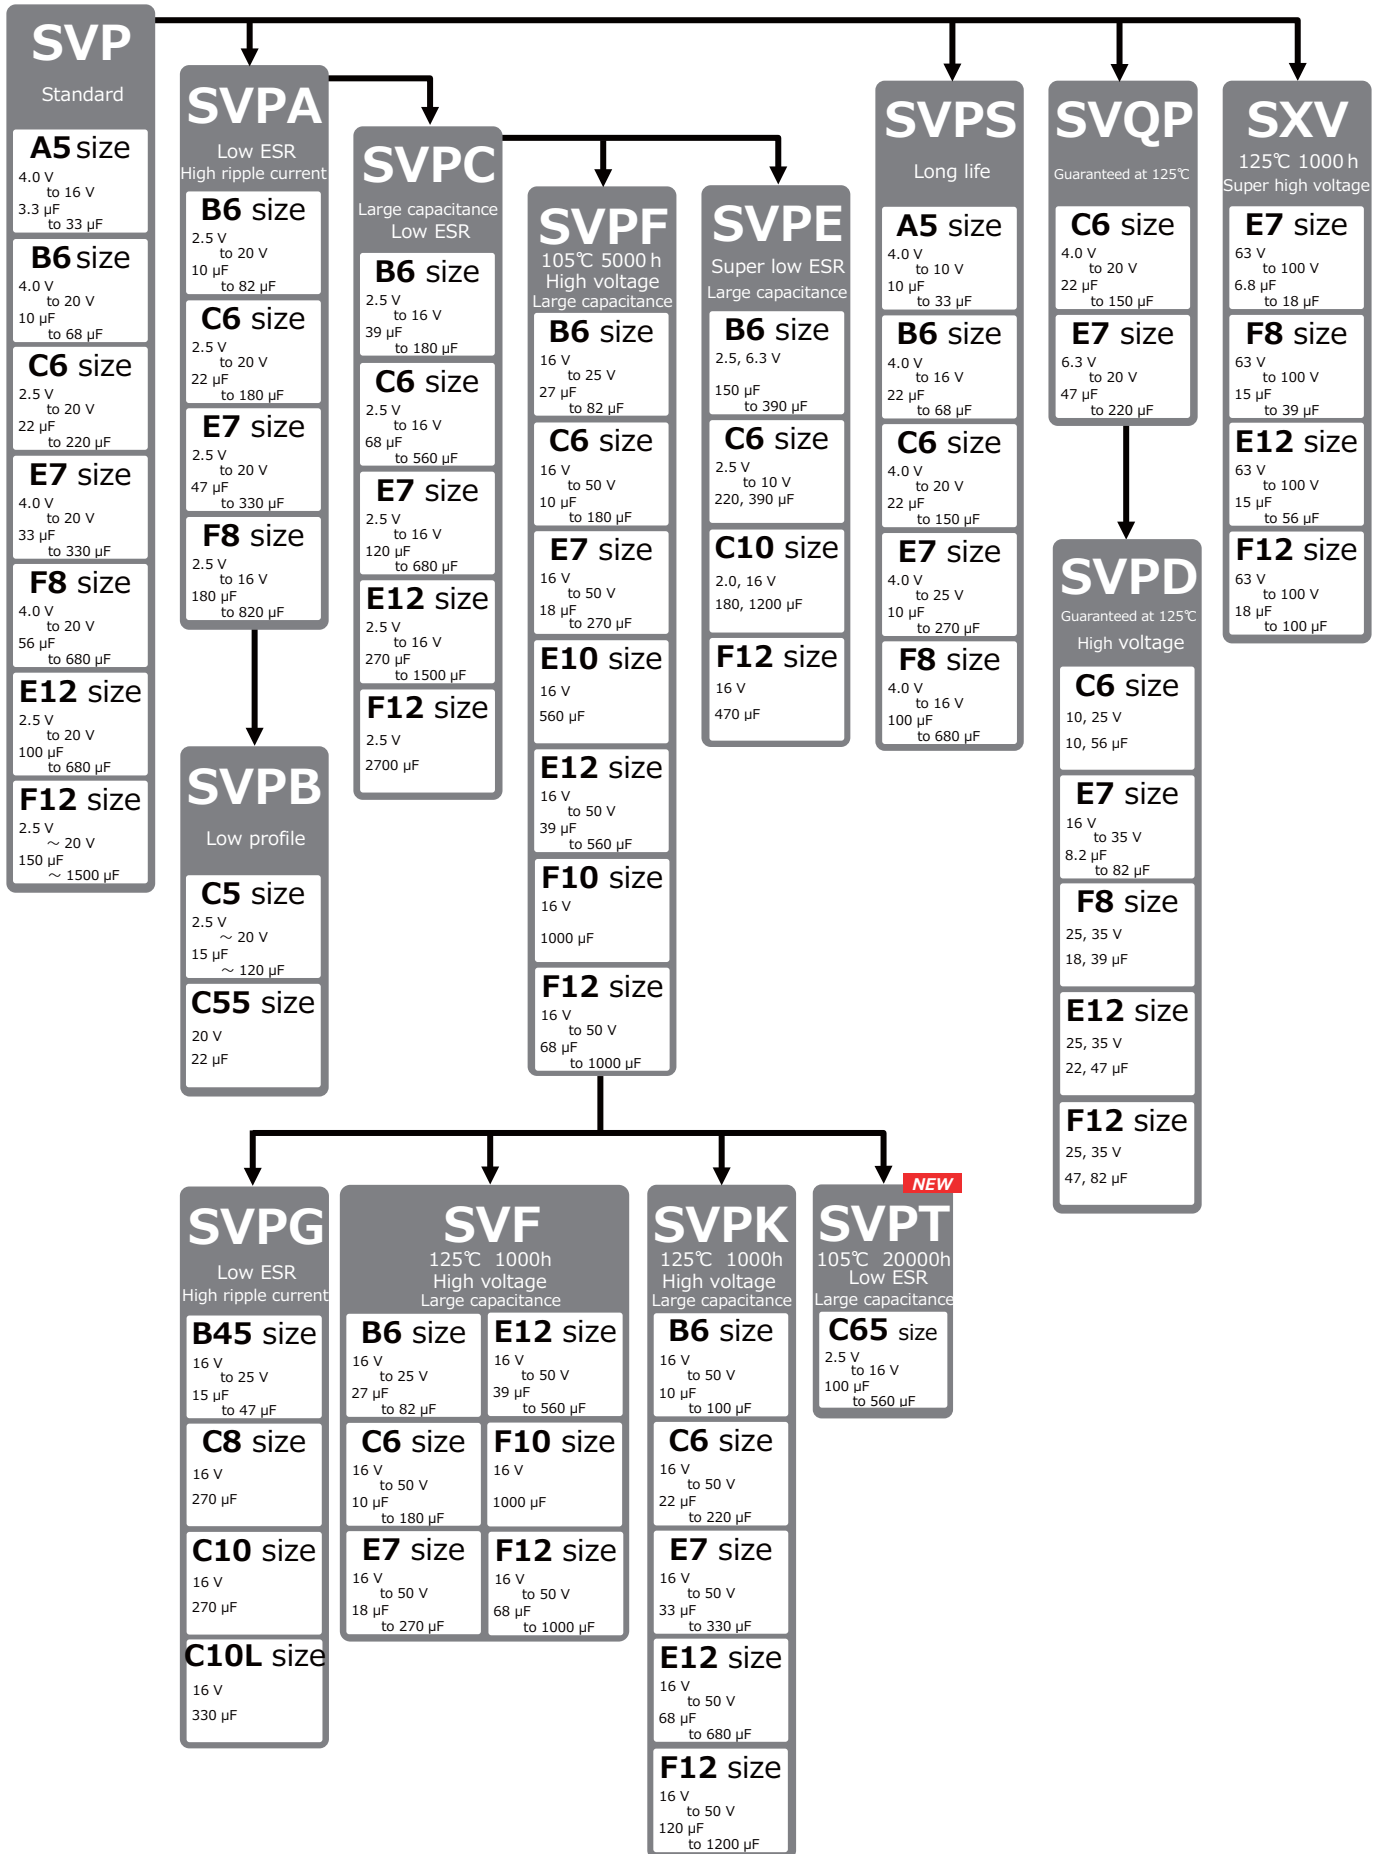 SVP
Standard
A5 size
4.0 V
to 16 V
3.3 µF
to 33 µF
B6 size
4.0 V
to 20 V
10 µF
to 68 µF
C6 size
2.5 V
to 20 V
22 µF
to 220 µF
E7 size
4.0 V
to 20 V
33 µF
to 330 µF
F8 size
4.0 V
to 20 V
56 µF
to 680 µF
E12 size
2.5 V
to 20 V
100 µF
to 680 µF
F12 size
2.5 V
~ 20 V
150 µF
~ 1500 µF
SVPA
Low ESR
High ripple current
B6 size
2.5 V
to 20 V
10 µF
to 82 µF
C6 size
2.5 V
to 20 V
22 µF
to 180 µF
E7 size
2.5 V
to 20 V
47 µF
to 330 µF
F8 size
2.5 V
to 16 V
180 µF
to 820 µF
SVPB
Low profile
C5 size
2.5 V
~ 20 V
15 µF
~ 120 µF
C55 size
20 V
22 µF
SVPC
Large capacitance
Low ESR
B6 size
2.5 V
to 16 V
39 µF
to 180 µF
C6 size
2.5 V
to 16 V
68 µF
to 560 µF
E7 size
2.5 V
to 16 V
120 µF
to 680 µF
E12 size
2.5 V
to 16 V
270 µF
to 1500 µF
F12 size
2.5 V
2700 µF
SVPF
105℃ 5000 h
High voltage
Large capacitance
B6 size
16 V
to 25 V
27 µF
to 82 µF
C6 size
16 V
to 50 V
10 µF
to 180 µF
E7 size
16 V
to 50 V
18 µF
to 270 µF
E10 size
16 V
560 µF
E12 size
16 V
to 50 V
39 µF
to 560 µF
F10 size
16 V
1000 µF
F12 size
16 V
to 50 V
68 µF
to 1000 µF
SVPE
Super low ESR
Large capacitance
B6 size
2.5, 6.3 V
150 µF
to 390 µF
C6 size
2.5 V
to 10 V
220, 390 µF
C10 size
2.0, 16 V
180, 1200 µF
F12 size
16 V
470 µF
SVPS
Long life
A5 size
4.0 V
to 10 V
10 µF
to 33 µF
B6 size
4.0 V
to 16 V
22 µF
to 68 µF
C6 size
4.0 V
to 20 V
22 µF
to 150 µF
E7 size
4.0 V
to 25 V
10 µF
to 270 µF
F8 size
4.0 V
to 16 V
100 µF
to 680 µF
SVQP
Guaranteed at 125℃
C6 size
4.0 V
to 20 V
22 µF
to 150 µF
E7 size
6.3 V
to 20 V
47 µF
to 220 µF
SVPD
Guaranteed at 125℃
High voltage
C6 size
10, 25 V
10, 56 µF
E7 size
16 V
to 35 V
8.2 µF
to 82 µF
F8 size
25, 35 V
18, 39 µF
E12 size
25, 35 V
22, 47 µF
F12 size
25, 35 V
47, 82 µF
SXV
125℃ 1000 h
Super high voltage
E7 size
63 V
to 100 V
6.8 µF
to 18 µF
F8 size
63 V
to 100 V
15 µF
to 39 µF
E12 size
63 V
to 100 V
15 µF
to 56 µF
F12 size
63 V
to 100 V
18 µF
to 100 µF
SVPG
Low ESR
High ripple current
B45 size
16 V
to 25 V
15 µF
to 47 µF
C8 size
16 V
270 µF
C10 size
16 V
270 µF
C10L size
16 V
330 µF
SVF
125℃ 1000h
High voltage
Large capacitance
B6 size
16 V
to 25 V
27 µF
to 82 µF
C6 size
16 V
to 50 V
10 µF
to 180 µF
E7 size
16 V
to 50 V
18 µF
to 270 µF
E12 size
16 V
to 50 V
39 µF
to 560 µF
F10 size
16 V
1000 µF
F12 size
16 V
to 50 V
68 µF
to 1000 µF
SVPK
125℃ 1000h
High voltage
Large capacitance
B6 size
16 V
to 50 V
10 µF
to 100 µF
C6 size
16 V
to 50 V
22 µF
to 220 µF
E7 size
16 V
to 50 V
33 µF
to 330 µF
E12 size
16 V
to 50 V
68 µF
to 680 µF
F12 size
16 V
to 50 V
120 µF
to 1200 µF
NEW
SVPT
105℃ 20000h
Low ESR
Large capacitance
C65 size
2.5 V
to 16 V
100 µF
to 560 µF